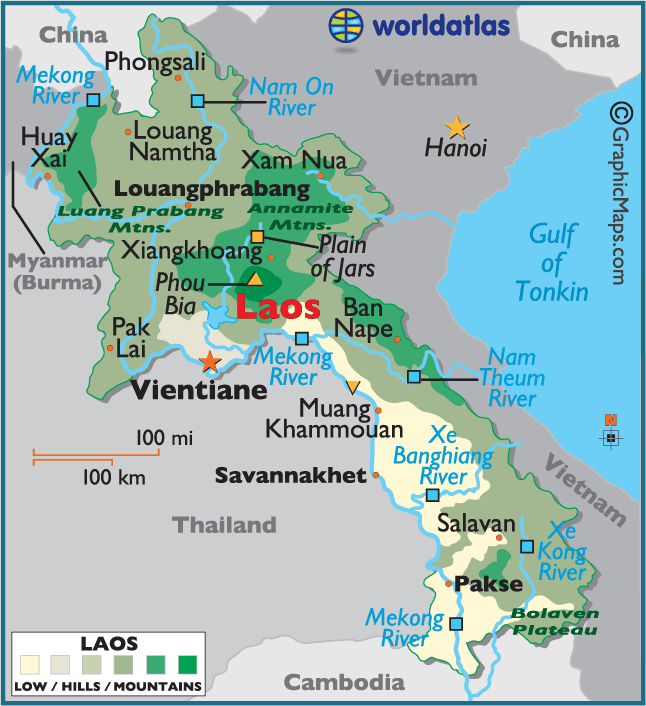 worldatlas
China
China
Phongsali
Mekong
River
Nam On
River
Vietnam
© GraphicMaps.com
Hanoi
Huay
Xai
Louang
Namtha
Xam Nua
Louangphrabang
Luang Prabang
Mtns.
Annamite
Mtns.
Myanmar
(Burma)
Xiangkhoang
Plain
of Jars
Gulf
of
Tonkin
Phou
Bia
Laos
Ban
Nape
Pak
Lai
Mekong
River
Nam
Theum
River
Vientiane
Muang
Khammouan
N
100 mi
100 km
Xe
Banghiang
River
Savannakhet
Vietnam
Thailand
Salavan
Xe
Kong
River
Pakse
Mekong
River
Bolaven
Plateau
LAOS
LOW / HILLS / MOUNTAINS
Cambodia